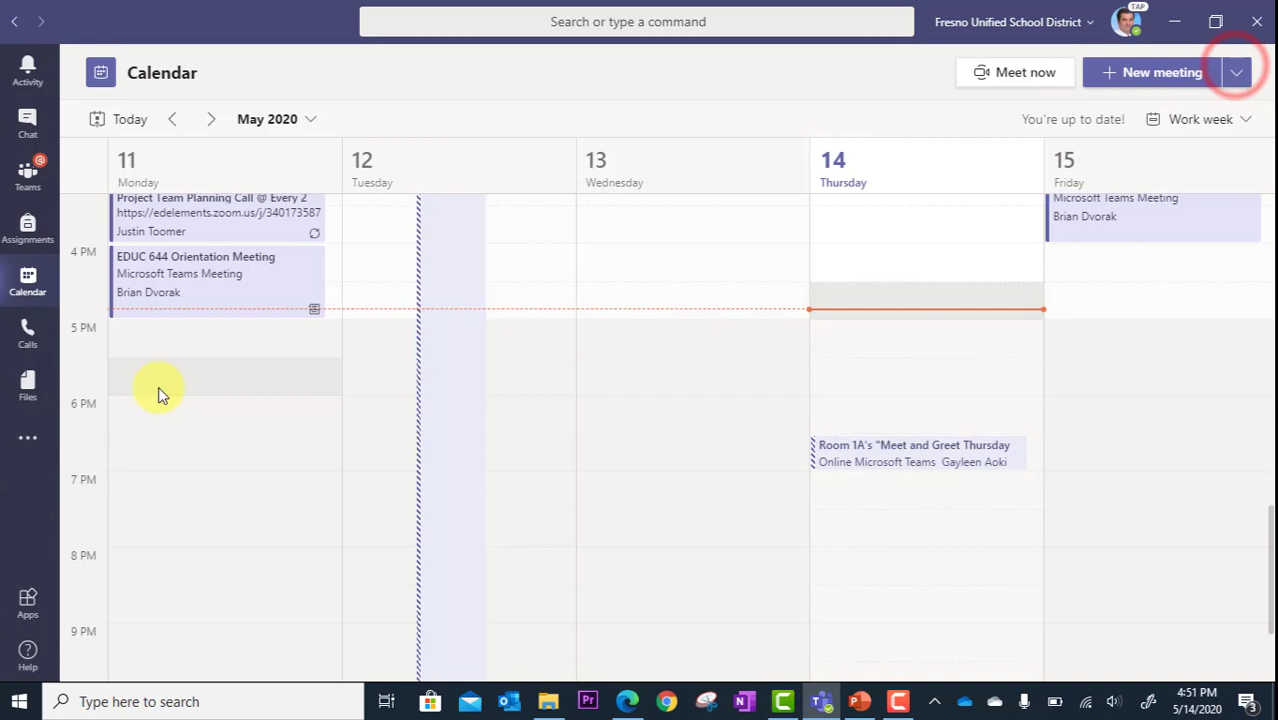 Search or type a command
Fresno Unified School District
TAP
Activity
Chat
Teams
Assignments
Calendar
Calls
Files
Apps
Help
Calendar
Meet now
New meeting
Today
May 2020
You're up to date!
Work week
11
Monday
12
Tuesday
13
Wednesday
14
Thursday
15
Friday
Project Team Planning Call @ Every 2
https://edelements.zoom.us/j/340173587
Justin Toomer
Microsoft Teams Meeting
Brian Dvorak
4 PM
EDUC 644 Orientation Meeting
Microsoft Teams Meeting
Brian Dvorak
5 PM
6 PM
Room 1A's "Meet and Greet Thursday
Online Microsoft Teams Gayleen Aoki
7 PM
8 PM
9 PM
Type here to search
4:51 PM
5/14/2020
3